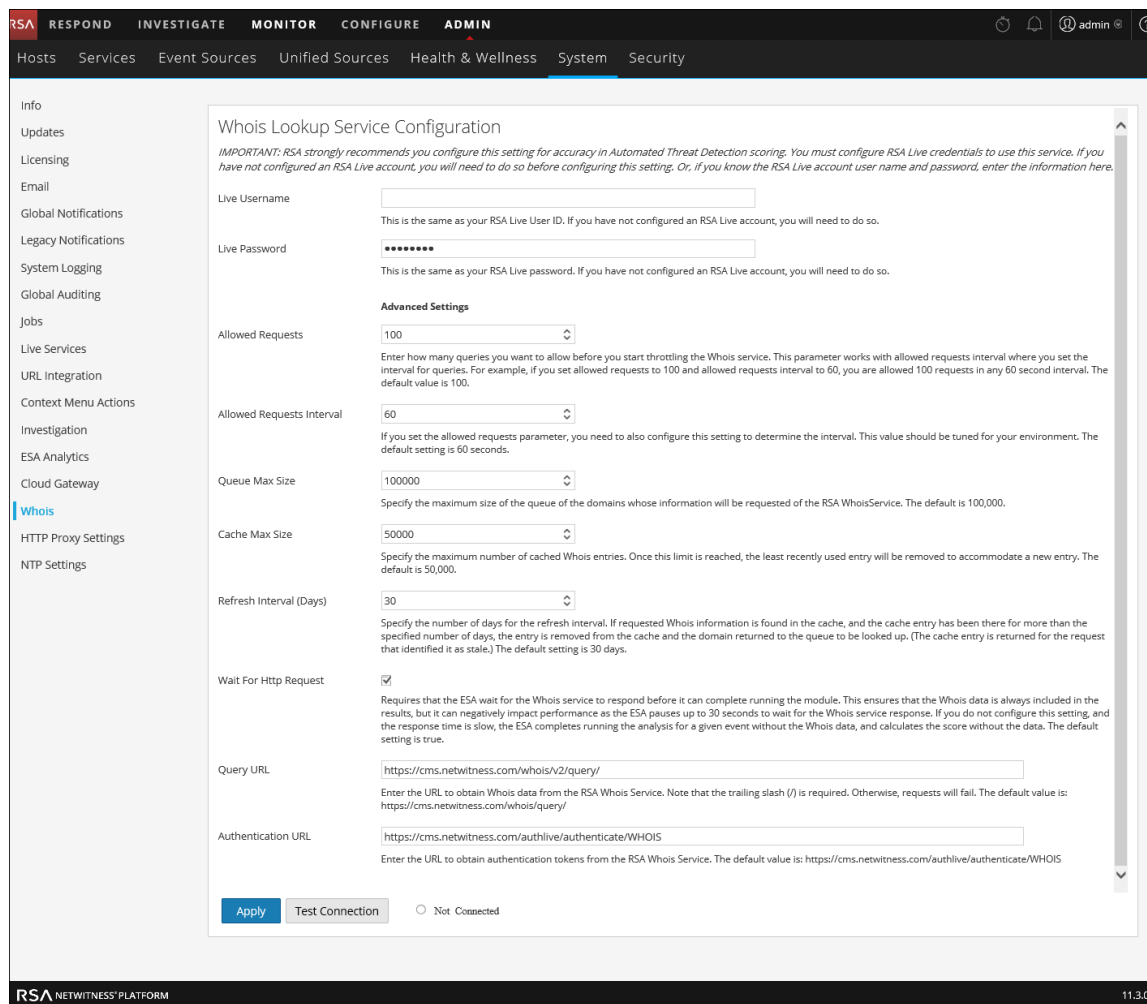 RSA RESPOND INVESTIGATE MONITOR CONFIGURE ADMIN admin
Hosts Services Event Sources Unified Sources Health & Wellness System Security
Info
Updates
Licensing
Email
Global Notifications
Legacy Notifications
System Logging
Global Auditing
Jobs
Live Services
URL Integration
Context Menu Actions
Investigation
ESA Analytics
Cloud Gateway
Whois
HTTP Proxy Settings
NTP Settings
Whois Lookup Service Configuration
IMPORTANT: RSA strongly recommends you configure this setting for accuracy in Automated Threat Detection scoring. You must configure RSA Live credentials to use this service. If you
have not configured an RSA Live account, you will need to do so before configuring this setting. Or, if you know the RSA Live account user name and password, enter the information here.
Live Username
This is the same as your RSA Live User ID. If you have not configured an RSA Live account, you will need to do so.
Live Password ••••••••
This is the same as your RSA Live password. If you have not configured an RSA Live account, you will need to do so.
Advanced Settings
Allowed Requests 100
Enter how many queries you want to allow before you start throttling the Whois service. This parameter works with allowed requests interval where you set the
interval for queries. For example, if you set allowed requests to 100 and allowed requests interval to 60, you are allowed 100 requests in any 60 second interval. The
default value is 100.
Allowed Requests Interval 60
If you set the allowed requests parameter, you need to also configure this setting to determine the interval. This value should be tuned for your environment. The
default setting is 60 seconds.
Queue Max Size 100000
Specify the maximum size of the queue of the domains whose information will be requested of the RSA WhoisService. The default is 100,000.
Cache Max Size 50000
Specify the maximum number of cached Whois entries. Once this limit is reached, the least recently used entry will be removed to accommodate a new entry. The
default is 50,000.
Refresh Interval (Days) 30
Specify the number of days for the refresh interval. If requested Whois information is found in the cache, and the cache entry has been there for more than the
specified number of days, the entry is removed from the cache and the domain returned to the queue to be looked up. (The cache entry is returned for the request
that identified it as stale.) The default setting is 30 days.
Wait For Http Request
Requires that the ESA wait for the Whois service to respond before it can complete running the module. This ensures that the Whois data is always included in the
results, but it can negatively impact performance as the ESA pauses up to 30 seconds to wait for the Whois service response. If you do not configure this setting, and
the response time is slow, the ESA completes running the analysis for a given event without the Whois data, and calculates the score without the data. The default
setting is true.
Query URL https://cms.netwitness.com/whois/v2/query/
Enter the URL to obtain Whois data from the RSA Whois Service. Note that the trailing slash (/) is required. Otherwise, requests will fail. The default value is:
https://cms.netwitness.com/whois/query/
Authentication URL https://cms.netwitness.com/authlive/authenticate/WHOIS
Enter the URL to obtain authentication tokens from the RSA Whois Service. The default value is: https://cms.netwitness.com/authlive/authenticate/WHOIS
Apply Test Connection Not Connected
RSA NETWITNESS® PLATFORM 11.3.0